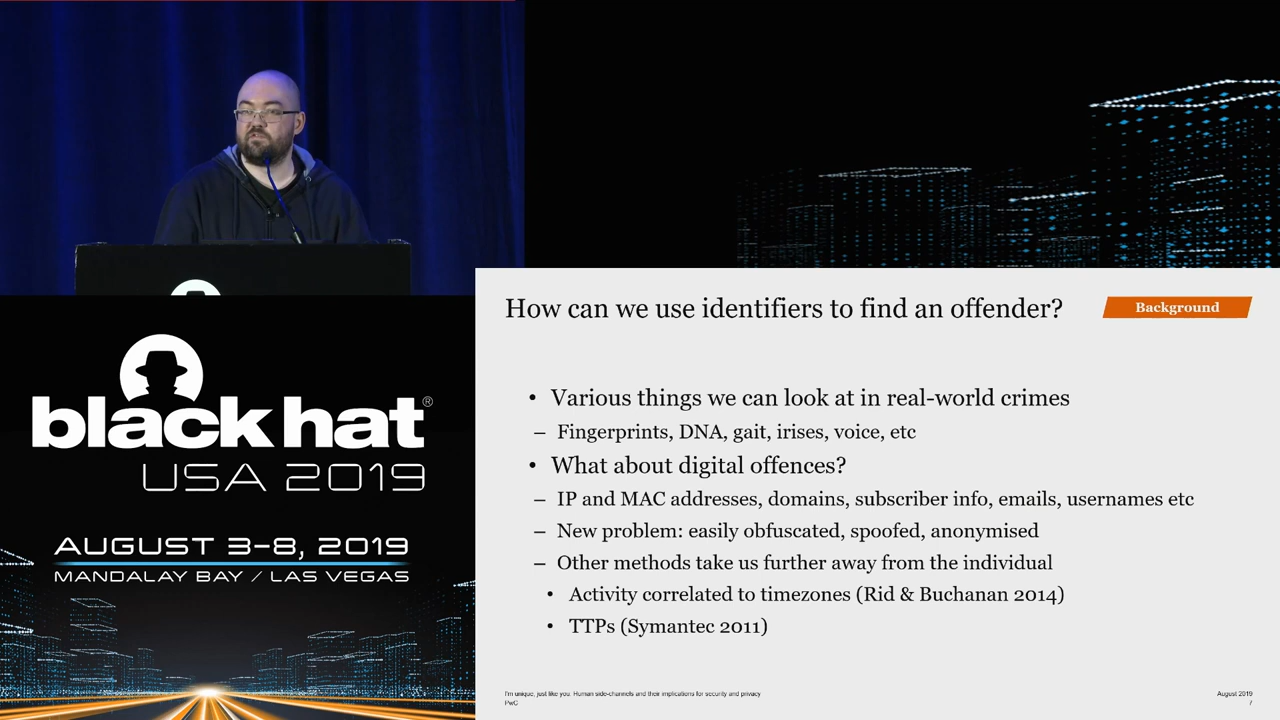 black hat®
USA 2019
AUGUST 3-8, 2019
MANDALAY BAY / LAS VEGAS
How can we use identifiers to find an offender?
Background
• Various things we can look at in real-world crimes
– Fingerprints, DNA, gait, irises, voice, etc
• What about digital offences?
– IP and MAC addresses, domains, subscriber info, emails, usernames etc
– New problem: easily obfuscated, spoofed, anonymised
– Other methods take us further away from the individual
• Activity correlated to timezones (Rid & Buchanan 2014)
• TTPs (Symantec 2011)
I'm unique, just like you: Human side-channels and their implications for security and privacy
PwC
August 2019
7